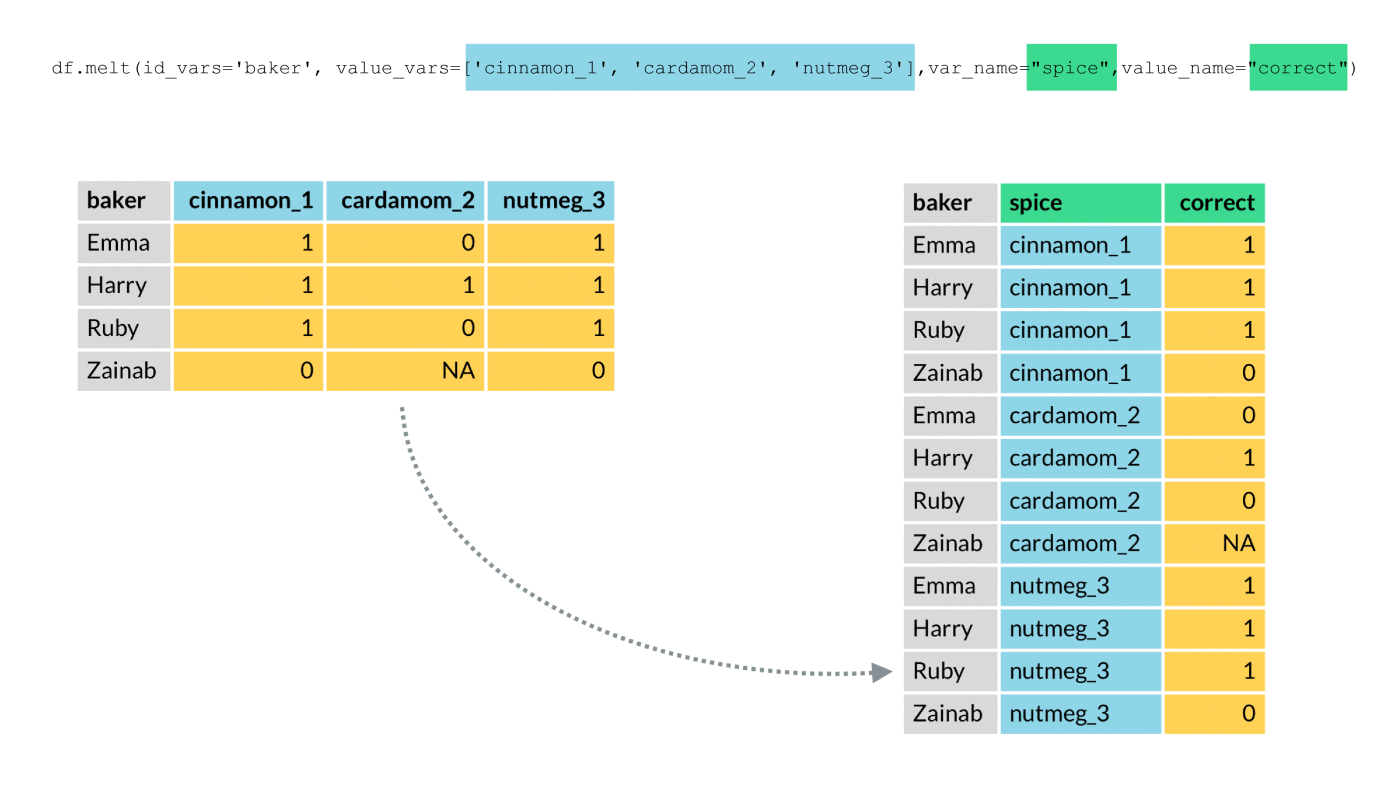 df.melt(id_vars='baker', value_vars=['cinnamon_1', 'cardamom_2', 'nutmeg_3'],var_name="spice",value_name="correct")
baker cinnamon_1 cardamom_2 nutmeg_3
Emma 1 0 1
Harry 1 1 1
Ruby 1 0 1
Zainab 0 NA 0
baker spice correct
Emma cinnamon_1 1
Harry cinnamon_1 1
Ruby cinnamon_1 1
Zainab cinnamon_1 0
Emma cardamom_2 0
Harry cardamom_2 1
Ruby cardamom_2 0
Zainab cardamom_2 NA
Emma nutmeg_3 1
Harry nutmeg_3 1
Ruby nutmeg_3 1
Zainab nutmeg_3 0